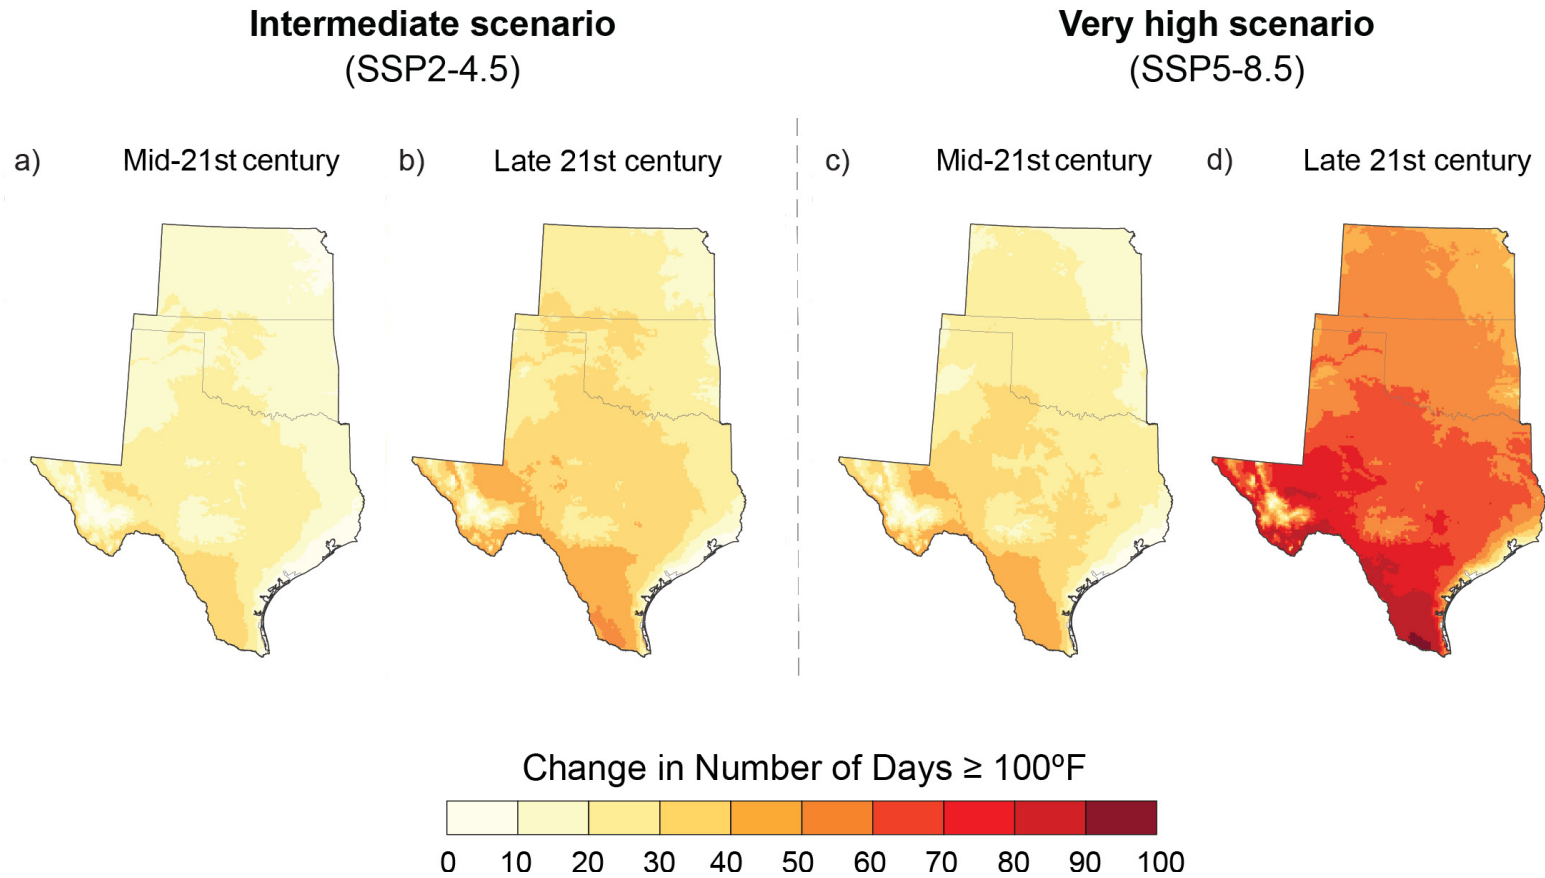 Intermediate scenario
(SSP2-4.5)
Very high scenario
(SSP5-8.5)
a) Mid-21st century
b) Late 21st century
c) Mid-21st century
d) Late 21st century
Change in Number of Days ≥ 100ºF
0 10 20 30 40 50 60 70 80 90 100